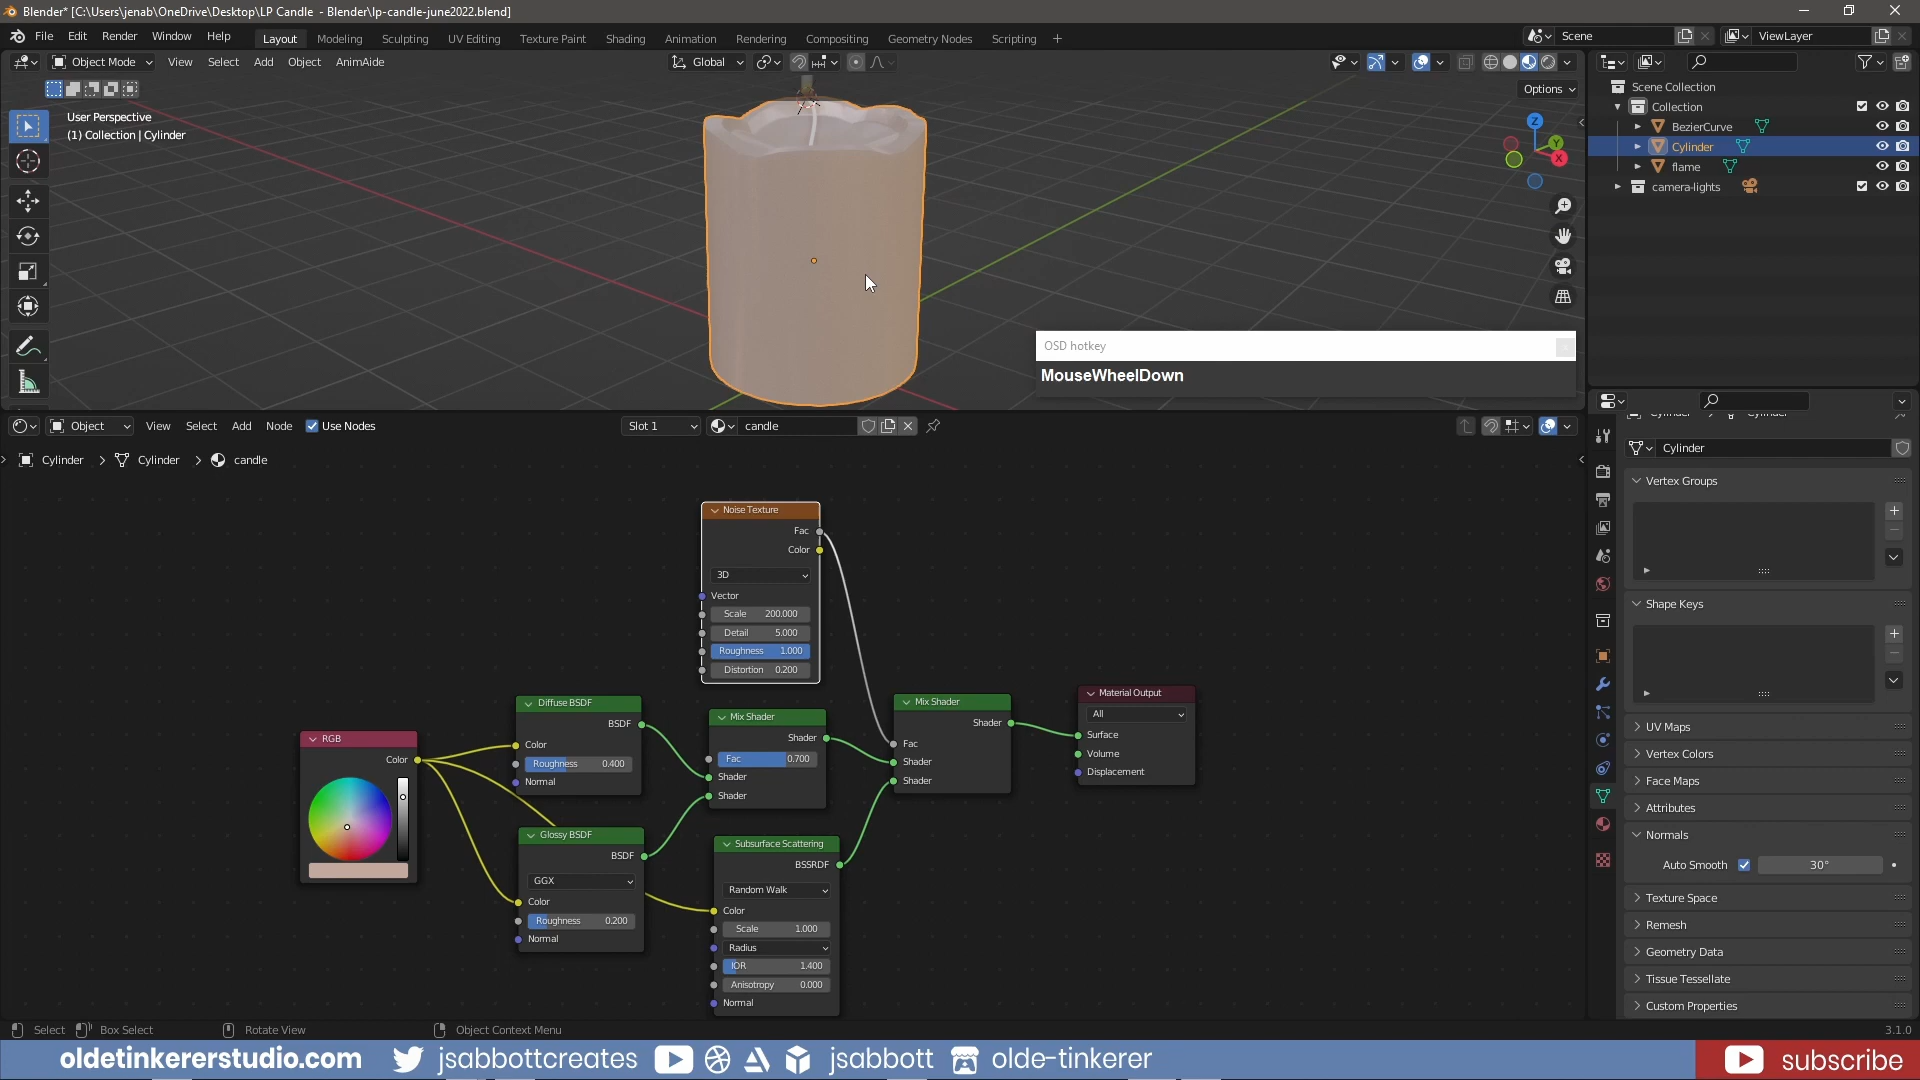 Blender* [C:\Users\jenab\OneDrive\Desktop\LP Candle - Blender\lp-candle-june2022.blend]
File Edit Render Window Help
Layout Modeling Sculpting UV Editing Texture Paint Shading Animation Rendering Compositing Geometry Nodes Scripting +
Scene
ViewLayer
Object Mode View Select Add Object AnimAide
Global
Options
User Perspective
(1) Collection | Cylinder
Z
Y
X
Scene Collection
Collection
BezierCurve
Cylinder
flame
camera-lights
OSD hotkey
MouseWheelDown
Object View Select Add Node Use Nodes
Slot 1
candle
Cylinder > Cylinder > candle
Noise Texture
Fac
Color
3D
Vector
Scale 200.000
Detail 5.000
Roughness 1.000
Distortion 0.200
RGB
Color
Diffuse BSDF
BSDF
Color
Roughness 0.400
Normal
Glossy BSDF
BSDF
GGX
Color
Roughness 0.200
Normal
Mix Shader
Shader
Fac 0.700
Shader
Shader
Subsurface Scattering
BSSRDF
Random Walk
Color
Scale 1.000
Radius
IOR 1.400
Anisotropy 0.000
Normal
Mix Shader
Shader
Fac
Shader
Shader
Material Output
All
Surface
Volume
Displacement
Cylinder > Cylinder
Cylinder
Vertex Groups
Shape Keys
UV Maps
Vertex Colors
Face Maps
Attributes
Normals
Auto Smooth 30°
Texture Space
Remesh
Geometry Data
Tissue Tessellate
Custom Properties
Select Box Select Rotate View Object Context Menu
3.1.0
oldetinkererstudio.com jsabbottcreates jsabbott olde-tinkerer subscribe